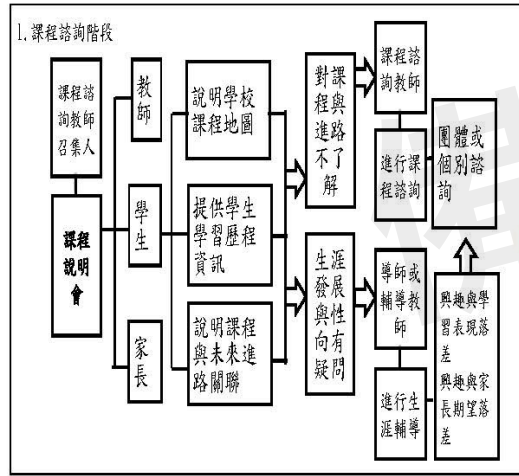 1. 課程諮詢階段
課程諮
詢教師
召集人
課程
說明
會
教
師
學
生
家
長
說明學校
課程地圖
提供學生
學習歷程
資訊
說明課程
與未來進
路關聯
對課
程與
進路
不了
解
生涯
發展
與性
向有
疑問
課程諮
詢教師
進行課
程諮詢
團體或
個別諮
詢
導師或
輔導教
師
進行生
涯輔導
興趣與學
習表現落
差
興趣與家
長期望落
差